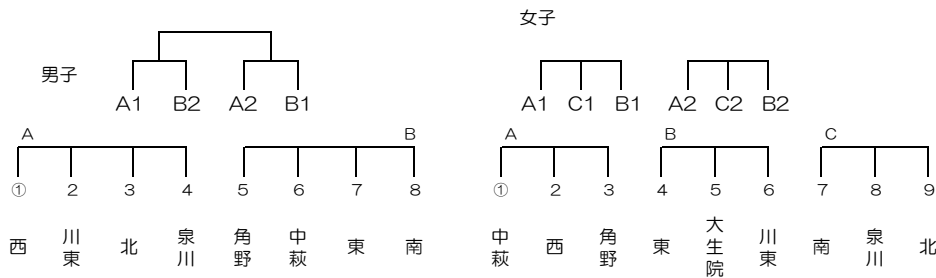 女子
男子
A1 B2 A2 B1
A1 C1 B1 A2 C2 B2
A B
A B C
① 2 3 4 5 6 7 8
① 2 3 4 5 6 7 8 9
西 川東 北 泉川 角野 中萩 東 南
中萩 西 角野 東 大生院 川東 南 泉川 北